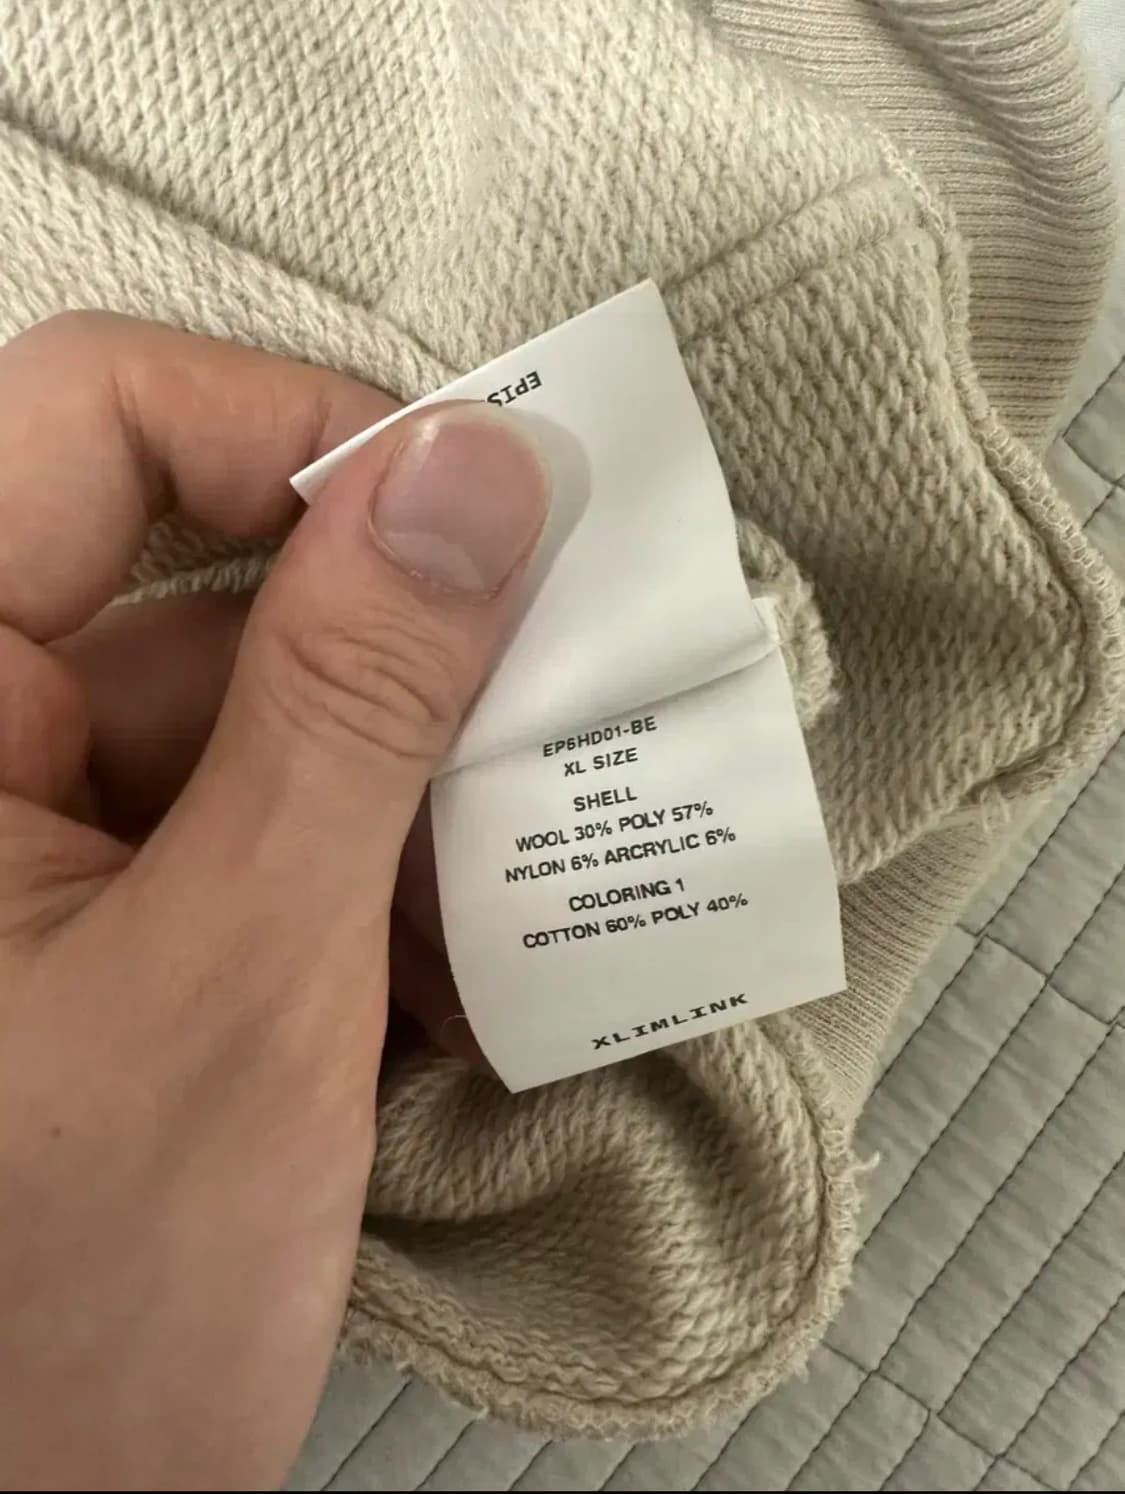 EPIS
EP6HD01-BE
XL SIZE
SHELL
WOOL 30% POLY 57%
NYLON 6% ARCRYLIC 6%
COLORING 1
COTTON 60% POLY 40%
XLIMLINK